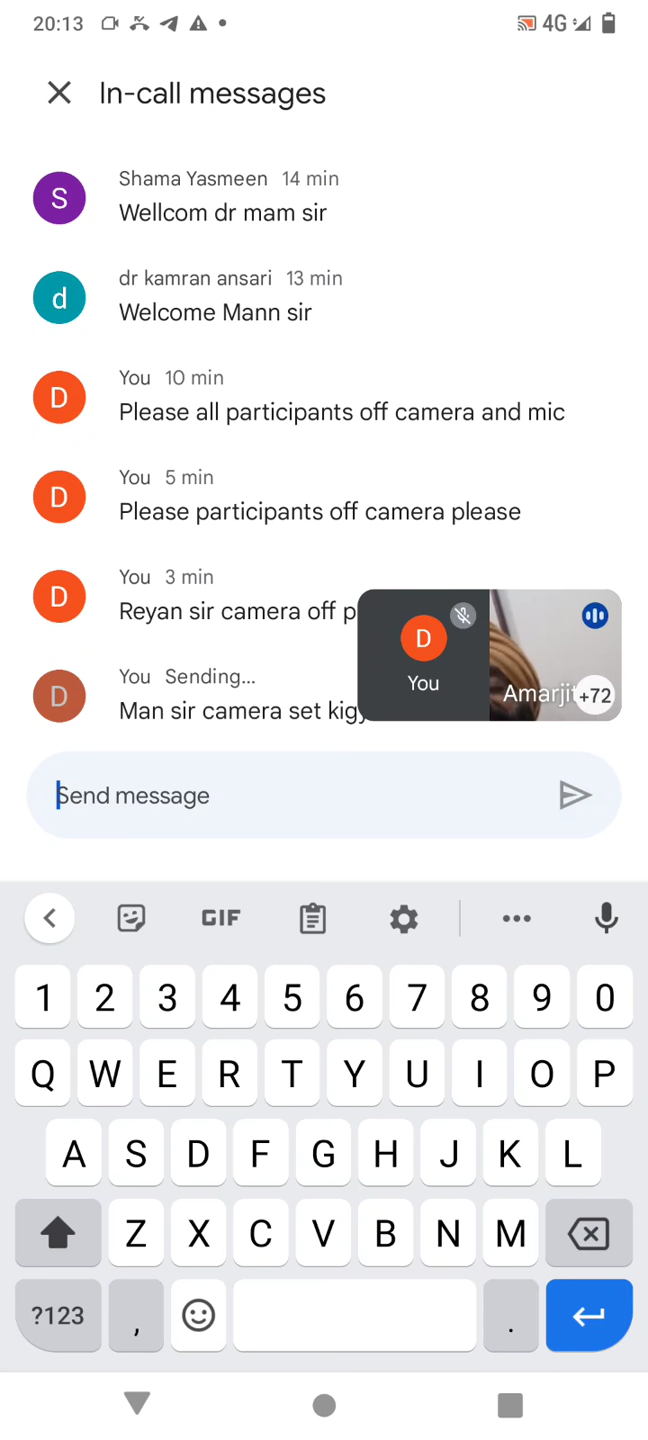 20:13
4G
In-call messages
S
Shama Yasmeen 14 min
Wellcom dr mam sir
d
dr kamran ansari 13 min
Welcome Mann sir
D
You 10 min
Please all participants off camera and mic
D
You 5 min
Please participants off camera please
D
You 3 min
Reyan sir camera off
D
You Sending...
Man sir camera set
D
You
Amarjit
+72
Send message
GIF
1 2 3 4 5 6 7 8 9 0
Q W E R T Y U I O P
A S D F G H J K L
Z X C V B N M
?123 , .